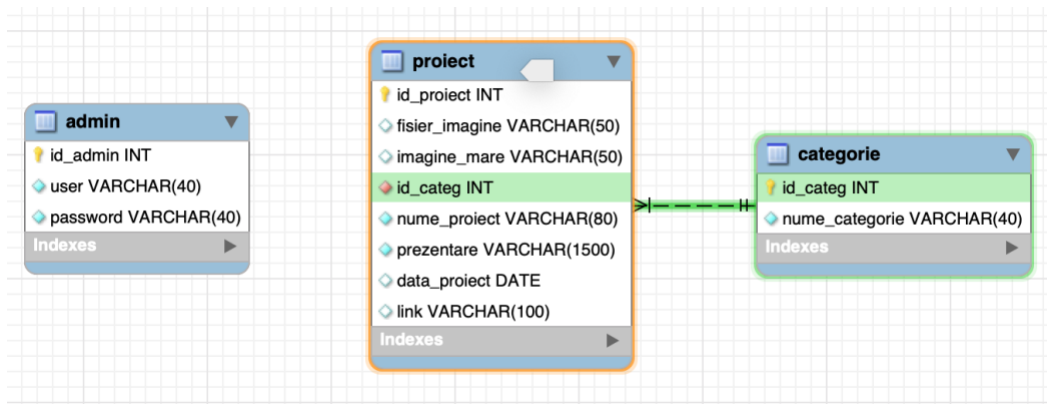 admin
id_admin INT
user VARCHAR(40)
password VARCHAR(40)
Indexes
proiect
id_proiect INT
fisier_imagine VARCHAR(50)
imagine_mare VARCHAR(50)
id_categ INT
nume_proiect VARCHAR(80)
prezentare VARCHAR(1500)
data_proiect DATE
link VARCHAR(100)
Indexes
categorie
id_categ INT
nume_categorie VARCHAR(40)
Indexes